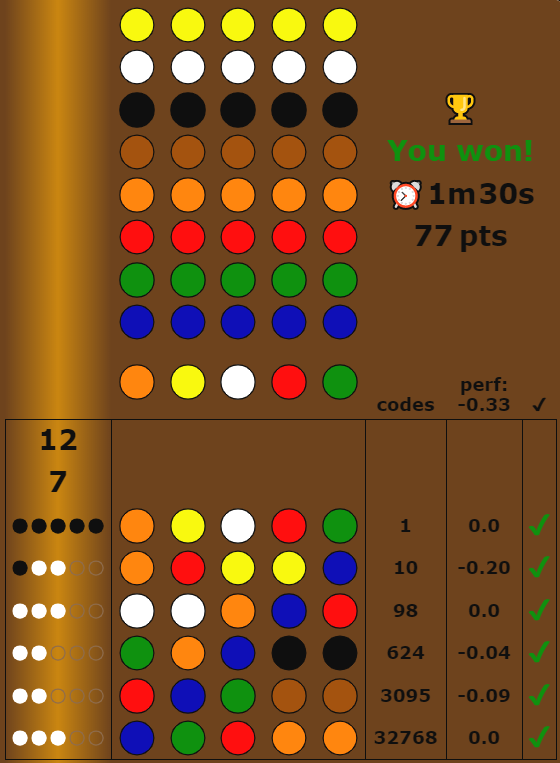 You won!
1m30s
77 pts
perf:
codes -0.33 ✓
12
7
1 0.0 ✓
10 -0.20 ✓
98 0.0 ✓
624 -0.04 ✓
3095 -0.09 ✓
32768 0.0 ✓